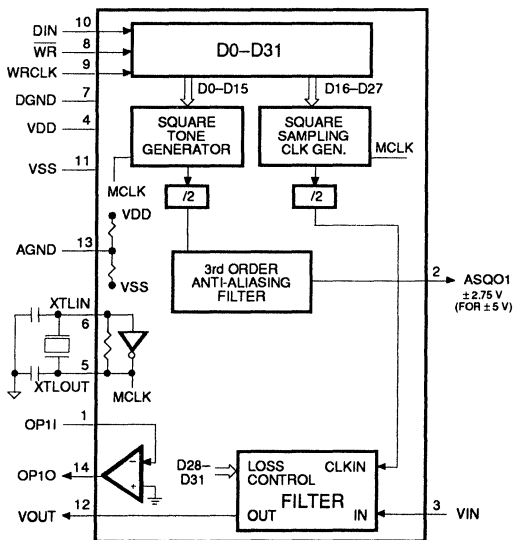 DIN 10
WR 8
WRCLK 9
DGND 7
VDD 4
VSS 11
AGND 13
XTLIN
6
5
XTLOUT
OP1I 1
OP1O 14
VOUT 12
D0–D31
D0–D15
D16–D27
SQUARE
TONE
GENERATOR
SQUARE
SAMPLING
CLK GEN.
MCLK
MCLK
/2
/2
VDD
VSS
3rd ORDER
ANTI-ALIASING
FILTER
2 ASQO1
± 2.75 V
(FOR ± 5 V)
MCLK
–
+
D28–
D31
LOSS
CONTROL
CLKIN
FILTER
OUT
IN
3 VIN